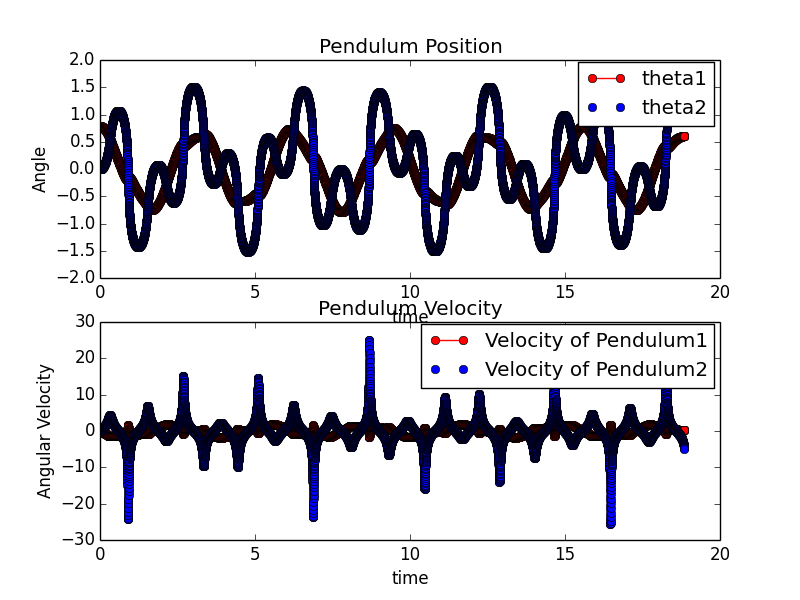 Pendulum Position
2.0
1.5
1.0
0.5
0.0
−0.5
−1.0
−1.5
−2.0
Angle
theta1
theta2
0 5 10 15 20
time
Pendulum Velocity
30
20
10
0
−10
−20
−30
Angular Velocity
Velocity of Pendulum1
Velocity of Pendulum2
0 5 10 15 20
time